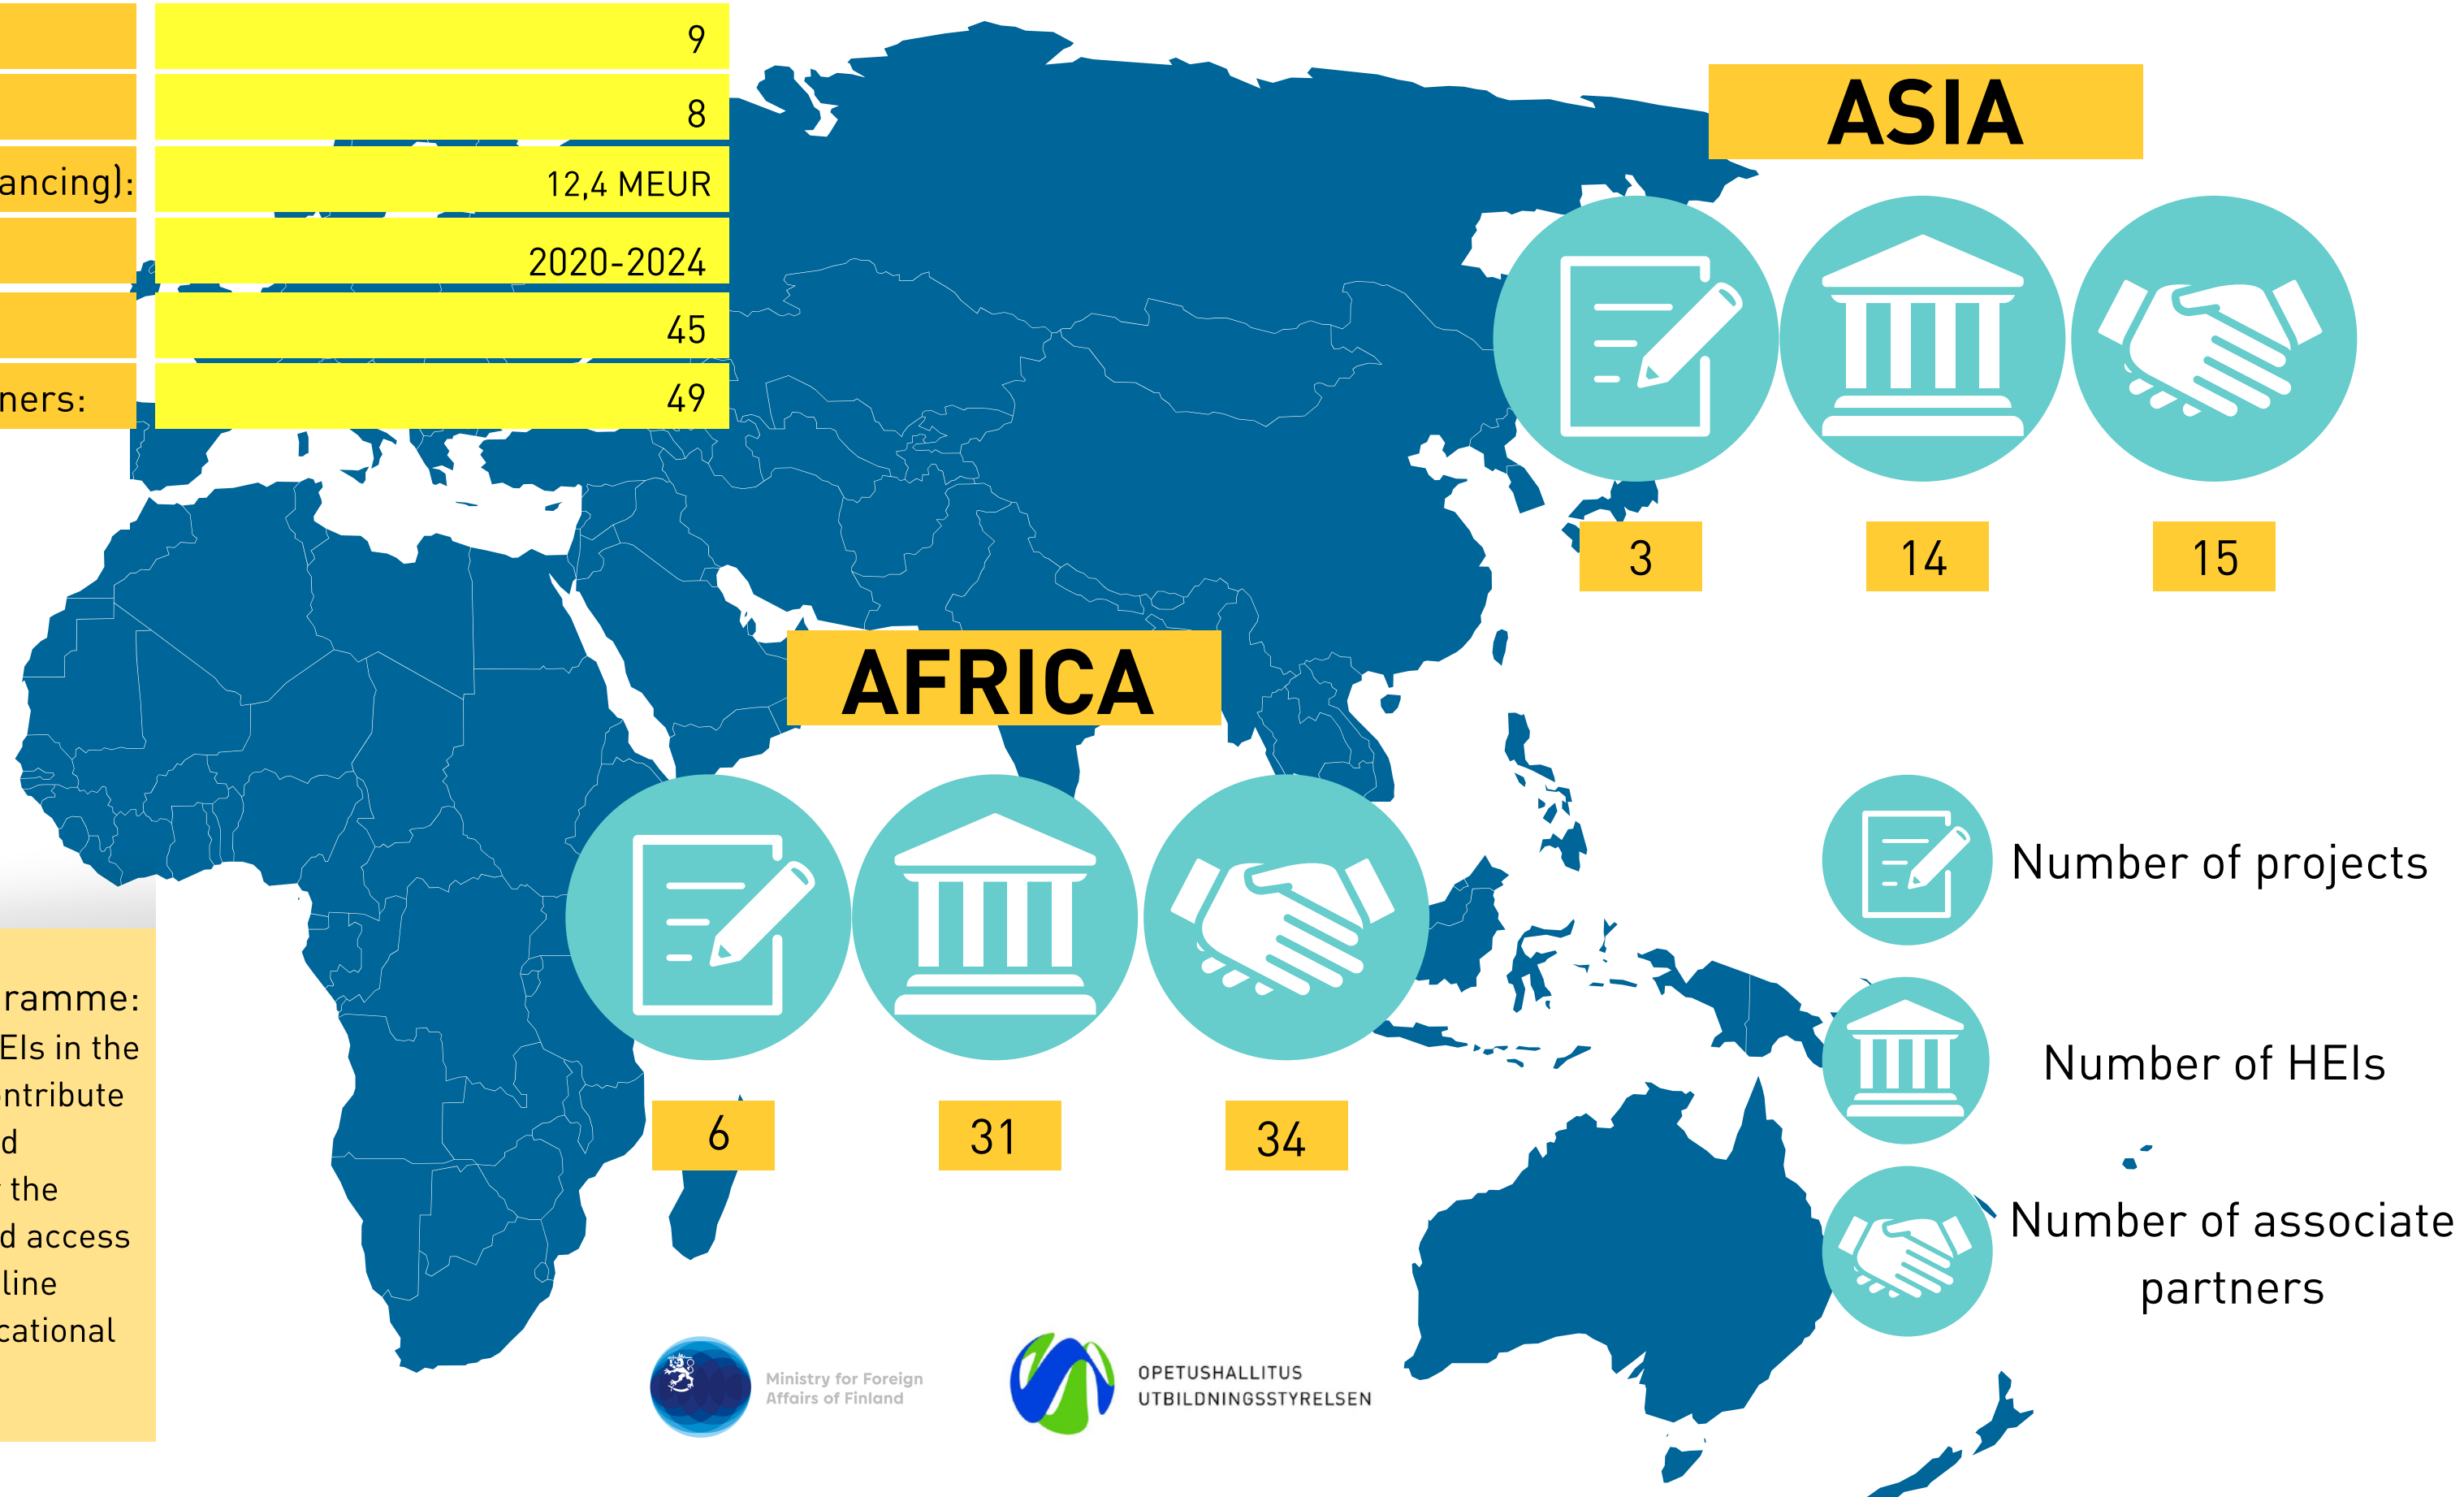 9
8
ancing): 12,4 MEUR
2020-2024
45
ners: 49
ASIA
3 14 15
AFRICA
6 31 34
Number of projects
Number of HEIs
Number of associate
partners
ramme:
EIs in the
ontribute
d
the
d access
line
cational
Ministry for Foreign
Affairs of Finland
OPETUSHALLITUS
UTBILDNINGSSTYRELSEN